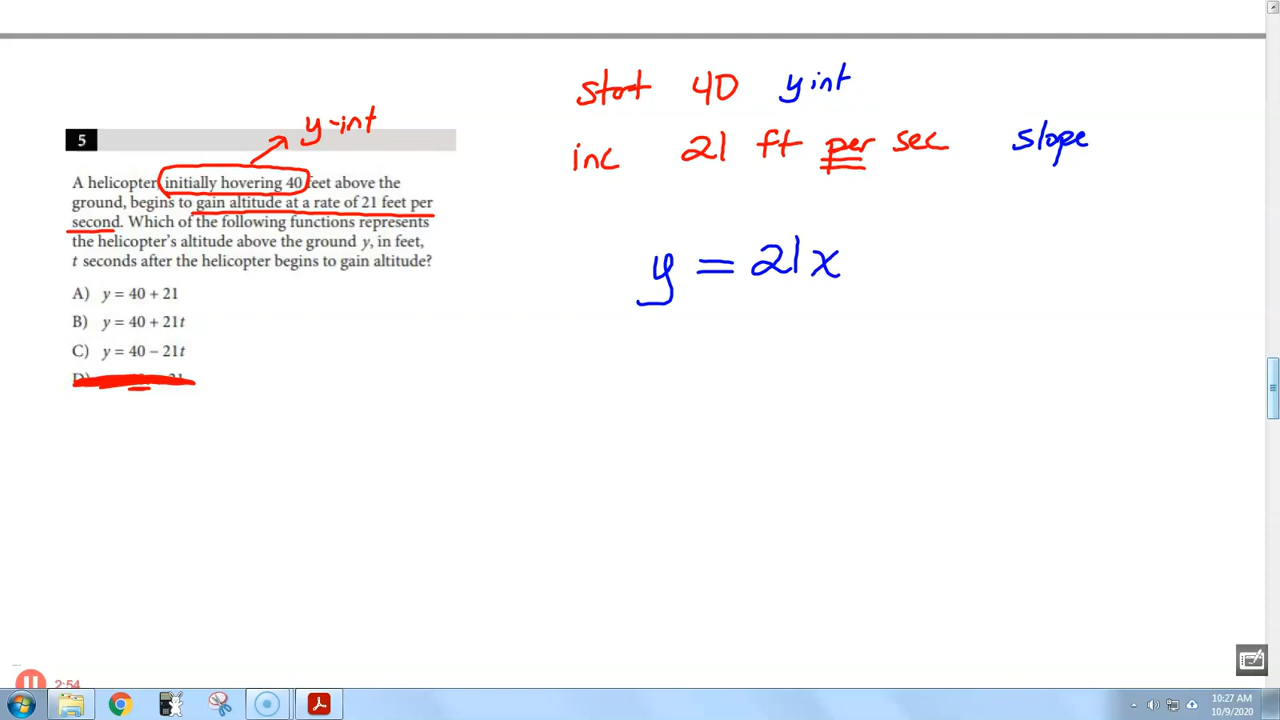 start 40 y int
y-int
5
inc 21 ft per sec slope
A helicopter, initially hovering 40 feet above the
ground, begins to gain altitude at a rate of 21 feet per
second. Which of the following functions represents
the helicopter's altitude above the ground y, in feet,
t seconds after the helicopter begins to gain altitude?
y = 21x
A) y = 40 + 21
B) y = 40 + 21t
C) y = 40 − 21t
D)
2:54
10:27 AM
10/9/2020